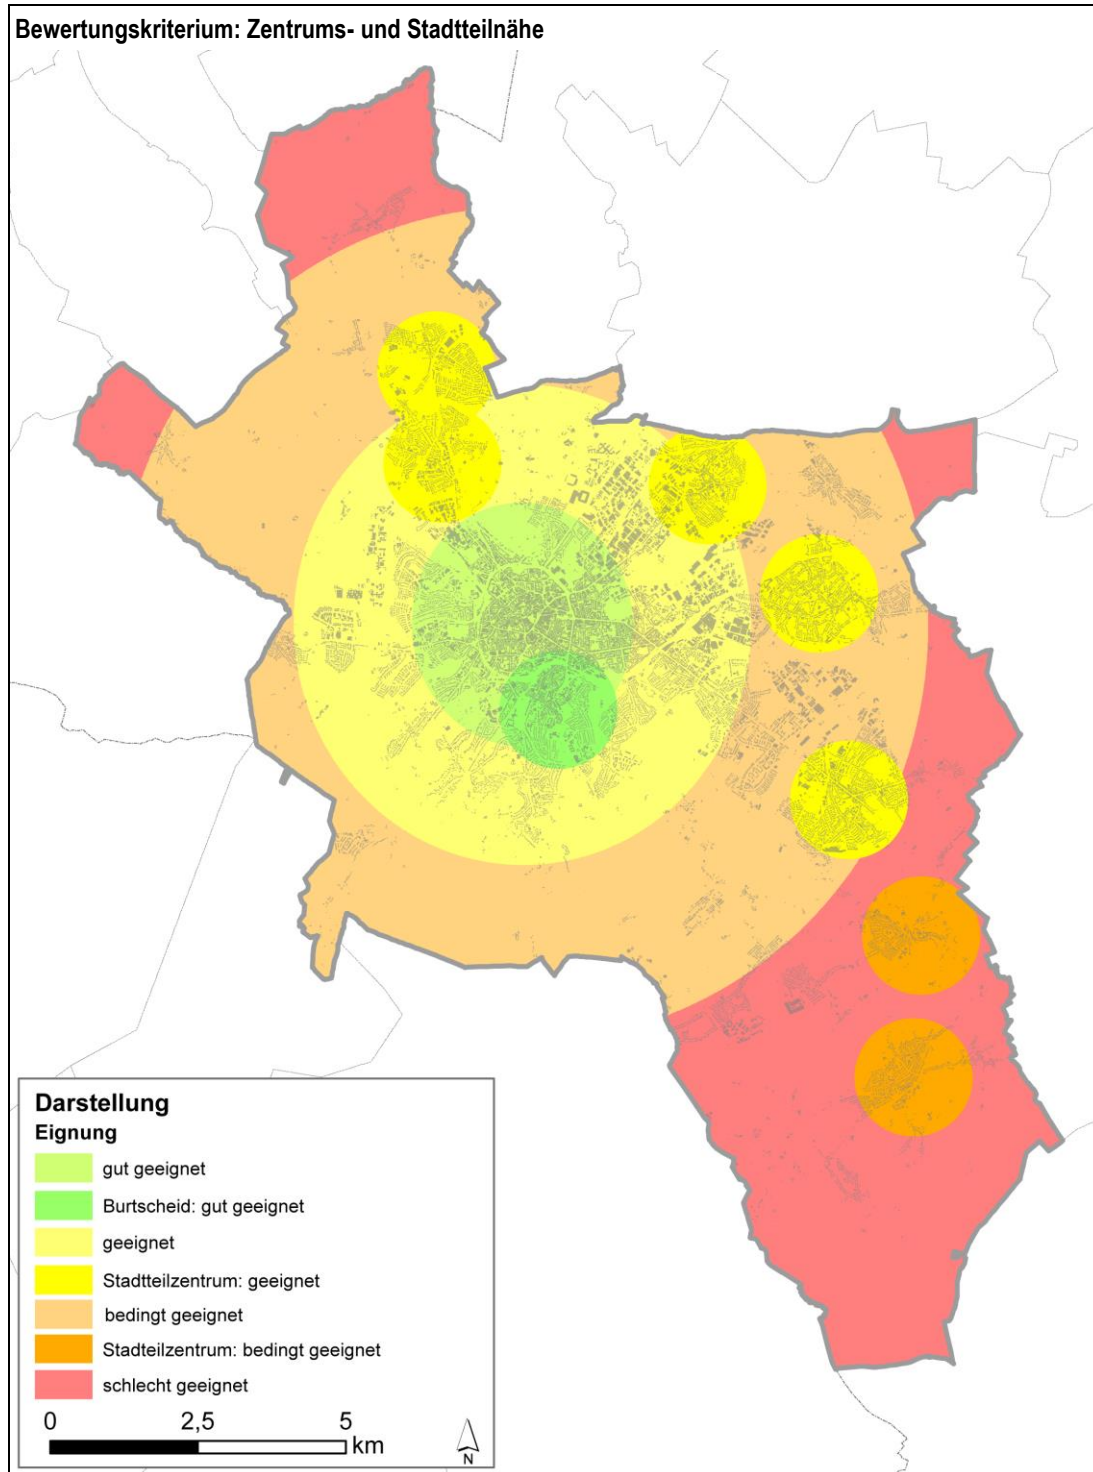 Bewertungskriterium: Zentrums- und Stadtteilnähe
Darstellung
Eignung
gut geeignet
Burtscheid: gut geeignet
geeignet
Stadtteilzentrum: geeignet
bedingt geeignet
Stadteilzentrum: bedingt geeignet
schlecht geeignet
0 2,5 5
km
N